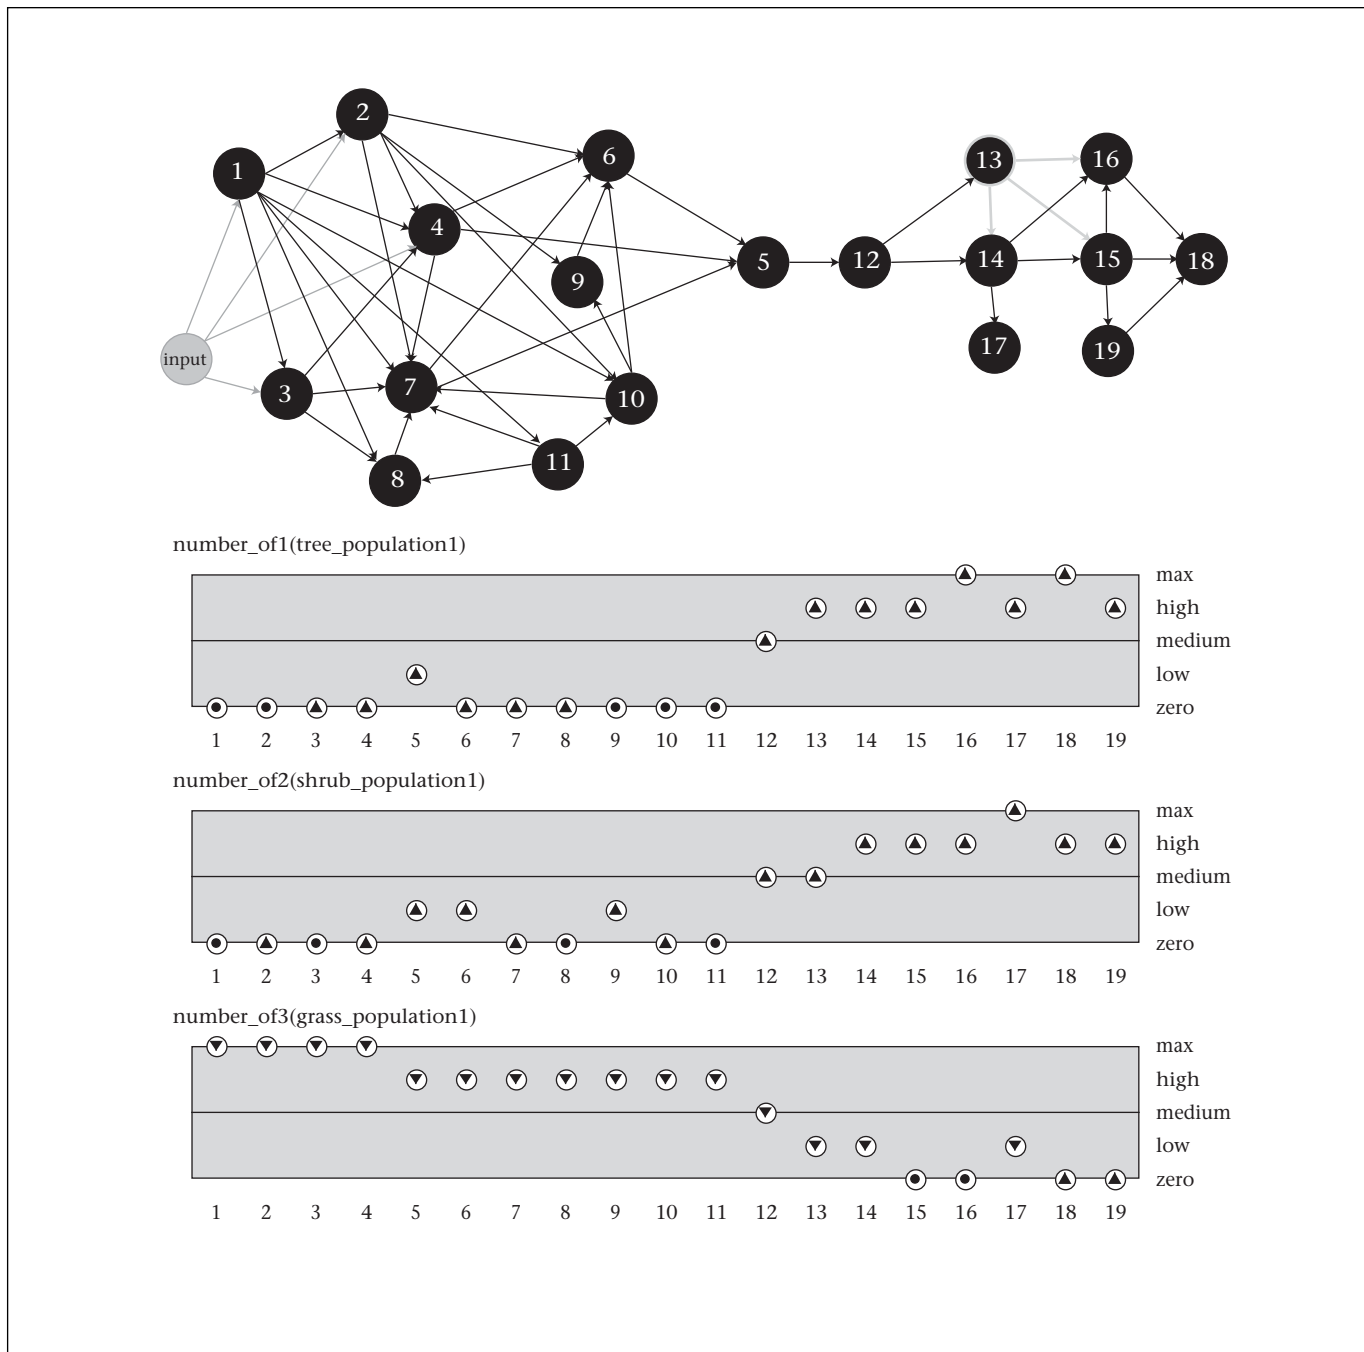 2
1
6
13
16
4
5
12
14
15
18
9
input
3
7
10
17
19
8
11
number_of1(tree_population1)
max
high
medium
low
zero
1 2 3 4 5 6 7 8 9 10 11 12 13 14 15 16 17 18 19
number_of2(shrub_population1)
max
high
medium
low
zero
1 2 3 4 5 6 7 8 9 10 11 12 13 14 15 16 17 18 19
number_of3(grass_population1)
max
high
medium
low
zero
1 2 3 4 5 6 7 8 9 10 11 12 13 14 15 16 17 18 19